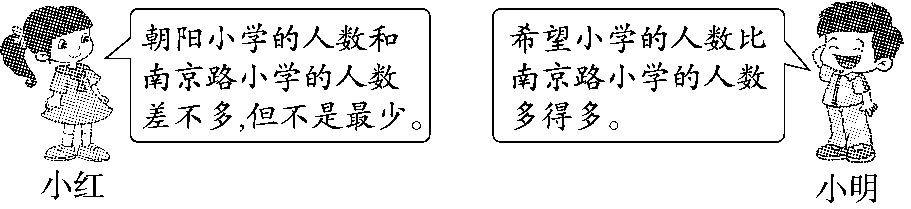 朝阳小学的人数和
南京路小学的人数
差不多,但不是最少。
小红
希望小学的人数比
南京路小学的人数
多得多。
小明